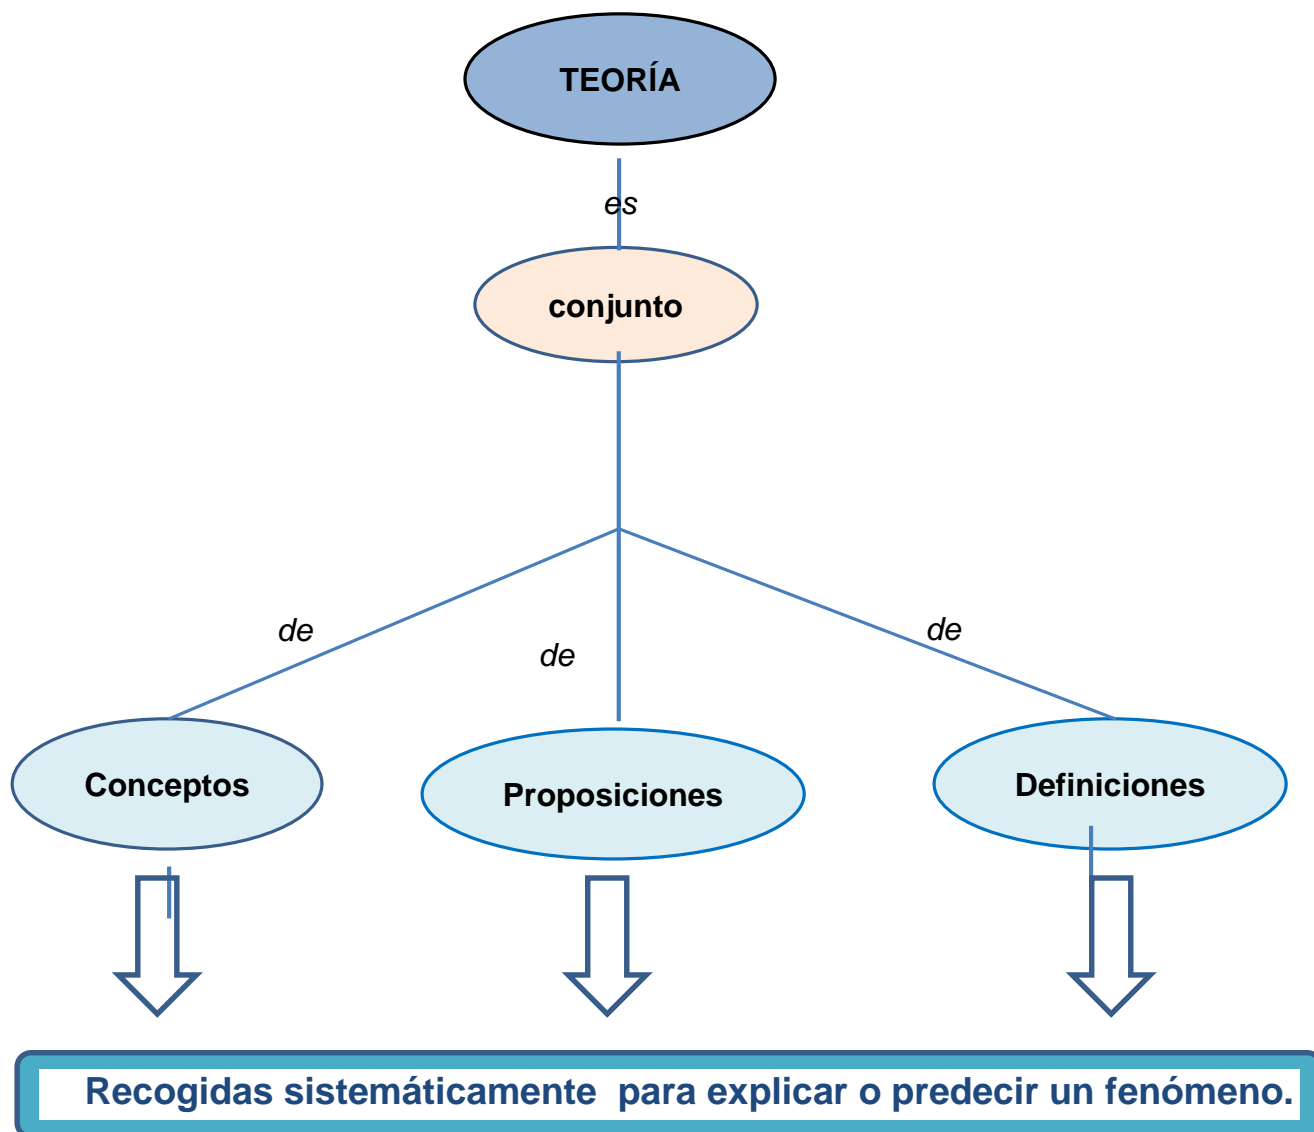 TEORÍA
es
conjunto
de
de
de
Conceptos
Proposiciones
Definiciones
Recogidas sistemáticamente para explicar o predecir un fenómeno.